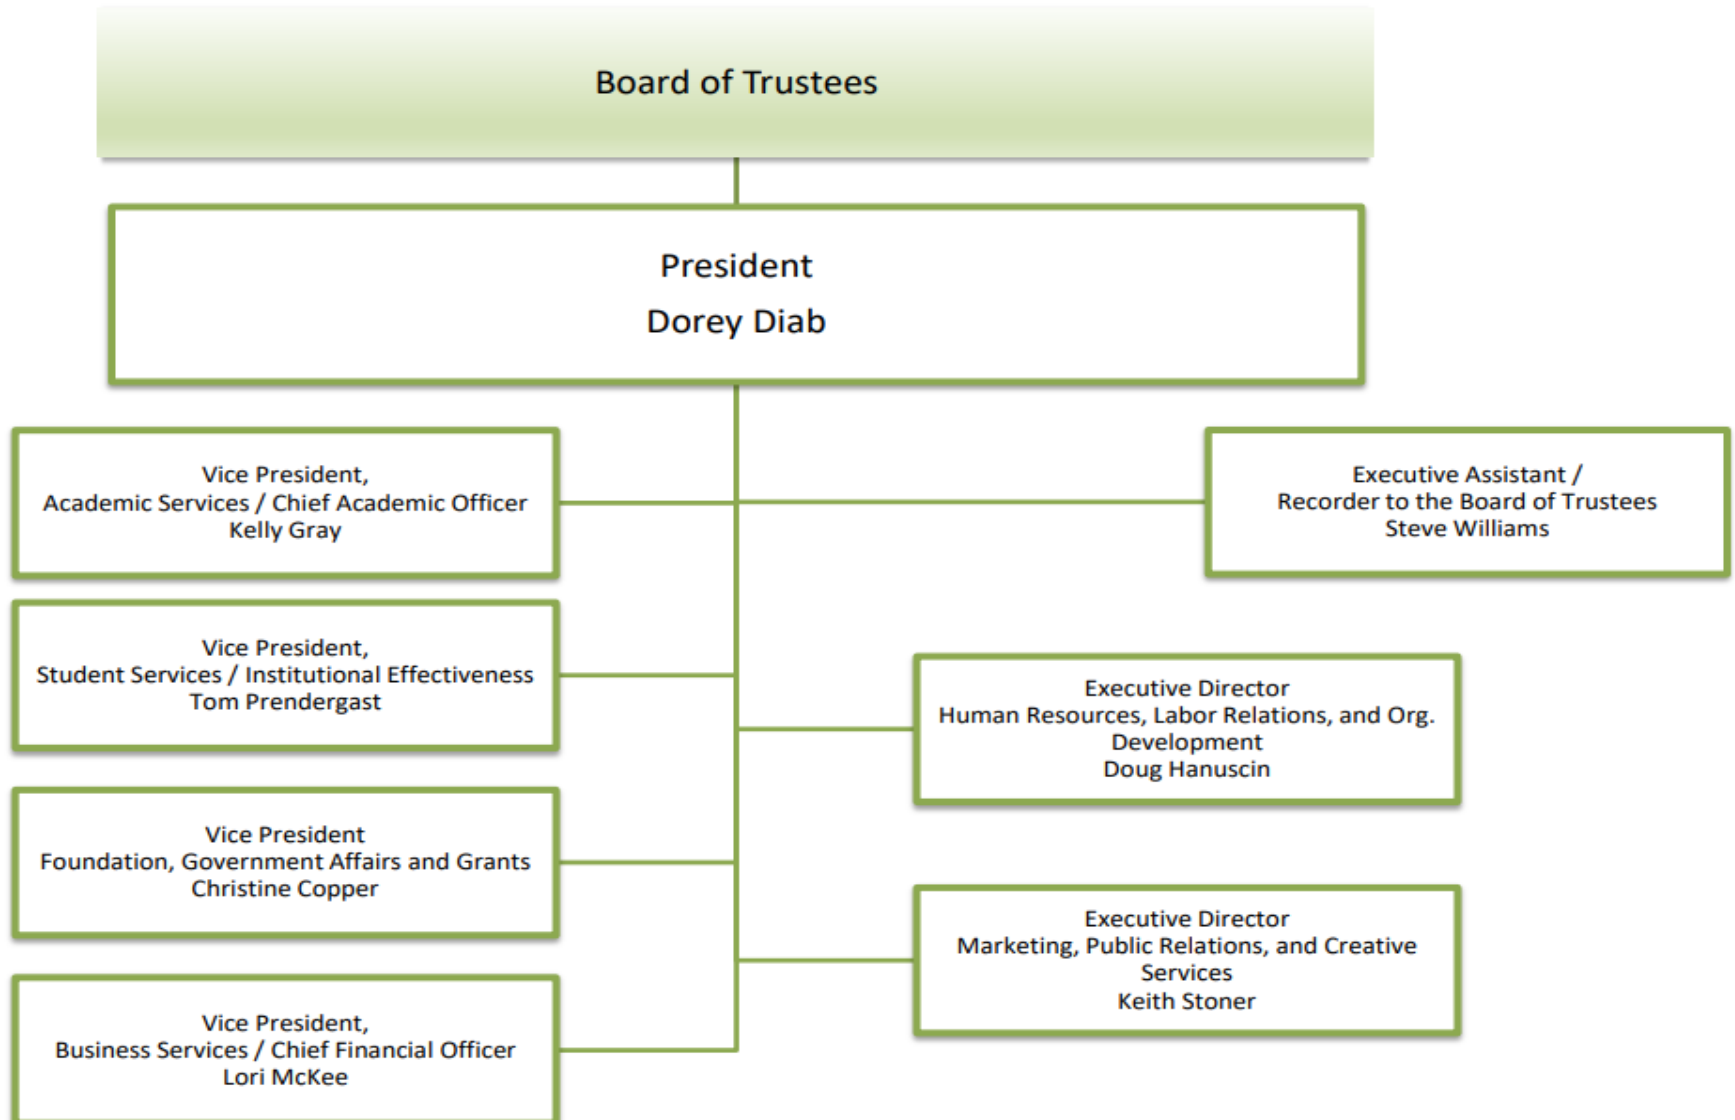 Board of Trustees
President
Dorey Diab
Vice President,
Academic Services / Chief Academic Officer
Kelly Gray
Executive Assistant /
Recorder to the Board of Trustees
Steve Williams
Vice President,
Student Services / Institutional Effectiveness
Tom Prendergast
Executive Director
Human Resources, Labor Relations, and Org.
Development
Doug Hanuscin
Vice President
Foundation, Government Affairs and Grants
Christine Copper
Executive Director
Marketing, Public Relations, and Creative
Services
Keith Stoner
Vice President,
Business Services / Chief Financial Officer
Lori McKee